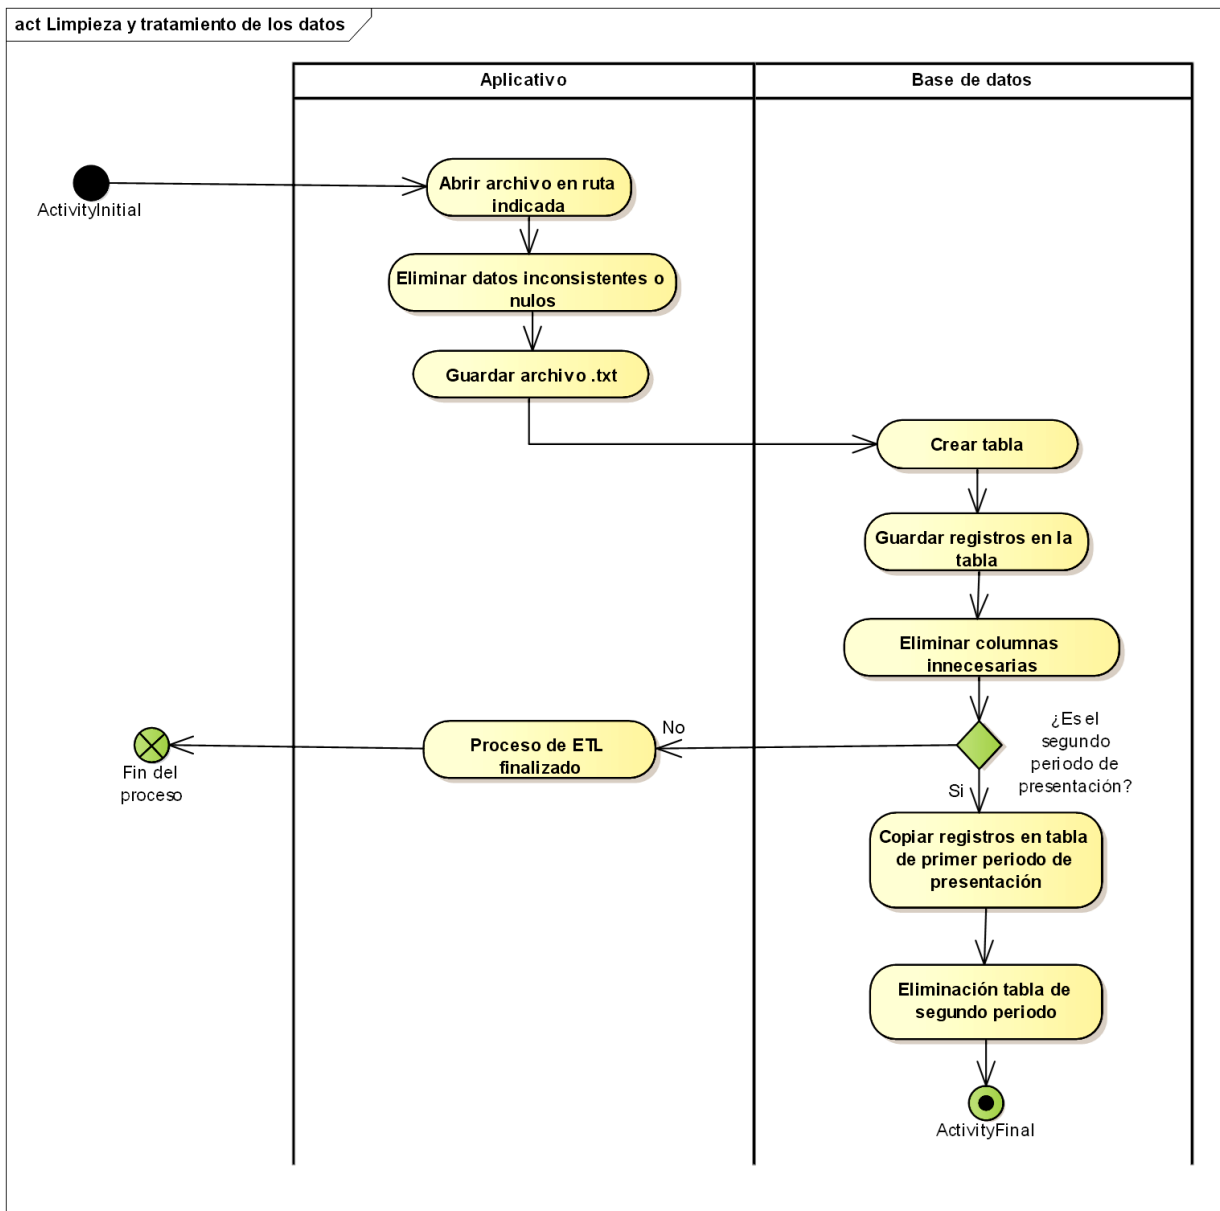 act Limpieza y tratamiento de los datos
Aplicativo
Base de datos
ActivityInitial
Abrir archivo en ruta
indicada
Eliminar datos inconsistentes o
nulos
Guardar archivo .txt
Crear tabla
Guardar registros en la
tabla
Eliminar columnas
innecesarias
¿Es el
segundo
periodo de
presentación?
No
Proceso de ETL
finalizado
Fin del
proceso
Si
Copiar registros en tabla
de primer periodo de
presentación
Eliminación tabla de
segundo periodo
ActivityFinal